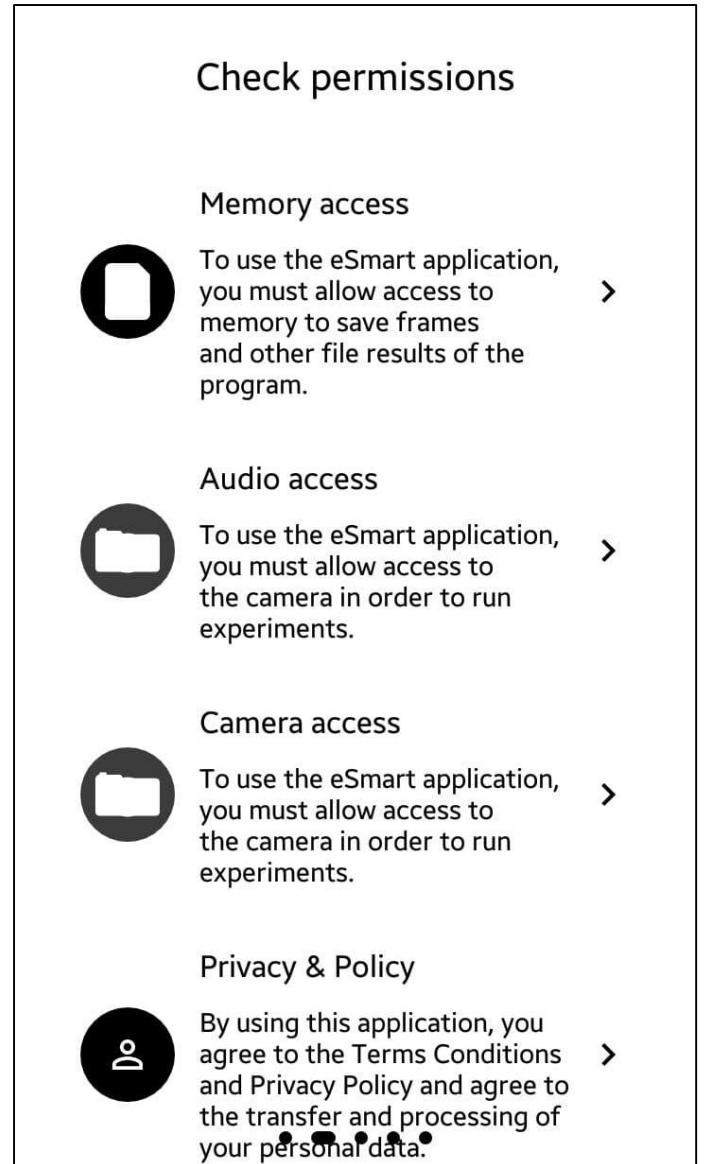 Check permissions
Memory access
To use the eSmart application,
you must allow access to
memory to save frames
and other file results of the
program.
Audio access
To use the eSmart application,
you must allow access to
the camera in order to run
experiments.
Camera access
To use the eSmart application,
you must allow access to
the camera in order to run
experiments.
Privacy & Policy
By using this application, you
agree to the Terms Conditions
and Privacy Policy and agree to
the transfer and processing of
your personal data.